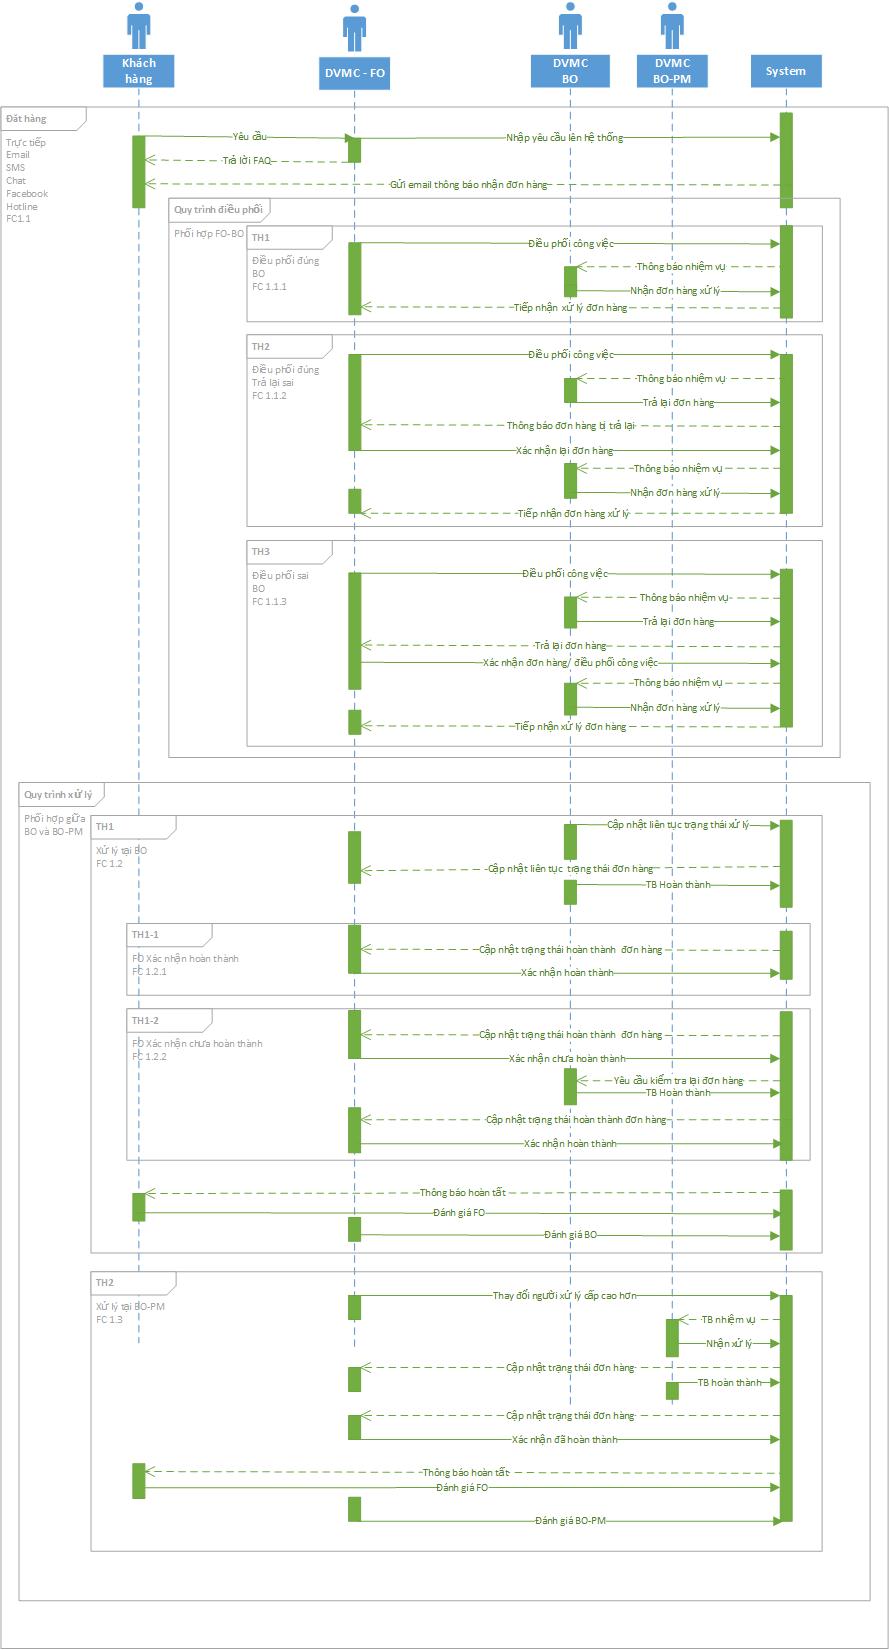 Khách
hàng
DVMC - FO
DVMC
BO
DVMC
BO-PM
System
Đặt hàng
Trực tiếp
Email
SMS
Chat
Facebook
Hotline
FC1.1
Yêu cầu
Nhập yêu cầu lên hệ thống
Trả lời FAQ
Gửi email thông báo nhận đơn hàng
Quy trình điều phối
Phối hợp FO-BO
TH1
Điều phối đúng
BO
FC 1.1.1
Điều phối công việc
Thông báo nhiệm vụ
Nhận đơn hàng xử lý
Tiếp nhận xử lý đơn hàng
TH2
Điều phối đúng
Trả lại sai
FC 1.1.2
Điều phối công việc
Thông báo nhiệm vụ
Trả lại đơn hàng
Thông báo đơn hàng bị trả lại
Xác nhận lại đơn hàng
Thông báo nhiệm vụ
Nhận đơn hàng xử lý
Tiếp nhận đơn hàng xử lý
TH3
Điều phối sai
BO
FC 1.1.3
Điều phối công việc
Thông báo nhiệm vụ
Trả lại đơn hàng
Trả lại đơn hàng
Xác nhận đơn hàng/ điều phối công việc
Thông báo nhiệm vụ
Nhận đơn hàng xử lý
Tiếp nhận xử lý đơn hàng
Quy trình xử lý
Phối hợp giữa
BO và BO-PM
TH1
Xử lý tại BO
FC 1.2
Cập nhật liên tục trạng thái xử lý
Cập nhật liên tục trạng thái đơn hàng
TB Hoàn thành
TH1-1
FO Xác nhận hoàn thành
FC 1.2.1
Cập nhật trạng thái hoàn thành đơn hàng
Xác nhận hoàn thành
TH1-2
FO Xác nhận chưa hoàn thành
FC 1.2.2
Cập nhật trạng thái hoàn thành đơn hàng
Xác nhận chưa hoàn thành
Yêu cầu kiểm tra lại đơn hàng
TB Hoàn thành
Cập nhật trạng thái hoàn thành đơn hàng
Xác nhận hoàn thành
Thông báo hoàn tất
Đánh giá FO
Đánh giá BO
TH2
Xử lý tại BO-PM
FC 1.3
Thay đổi người xử lý cấp cao hơn
TB nhiệm vụ
Nhận xử lý
Cập nhật trạng thái đơn hàng
TB hoàn thành
Cập nhật trạng thái đơn hàng
Xác nhận đã hoàn thành
Thông báo hoàn tất
Đánh giá FO
Đánh giá BO-PM